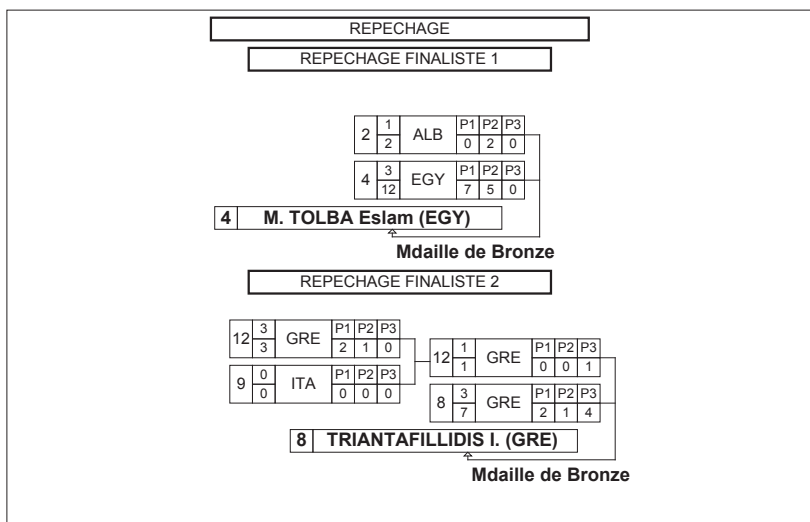 REPECHAGE
REPECHAGE FINALISTE 1
2 1 ALB P1 P2 P3
2 0 2 0
4 3 EGY P1 P2 P3
12 7 5 0
4 M. TOLBA Eslam (EGY)
Mdaille de Bronze
REPECHAGE FINALISTE 2
12 3 GRE P1 P2 P3
3 2 1 0
9 0 ITA P1 P2 P3
0 0 0 0
12 1 GRE P1 P2 P3
1 0 0 1
8 3 GRE P1 P2 P3
7 2 1 4
8 TRIANTAFILLIDIS I. (GRE)
Mdaille de Bronze